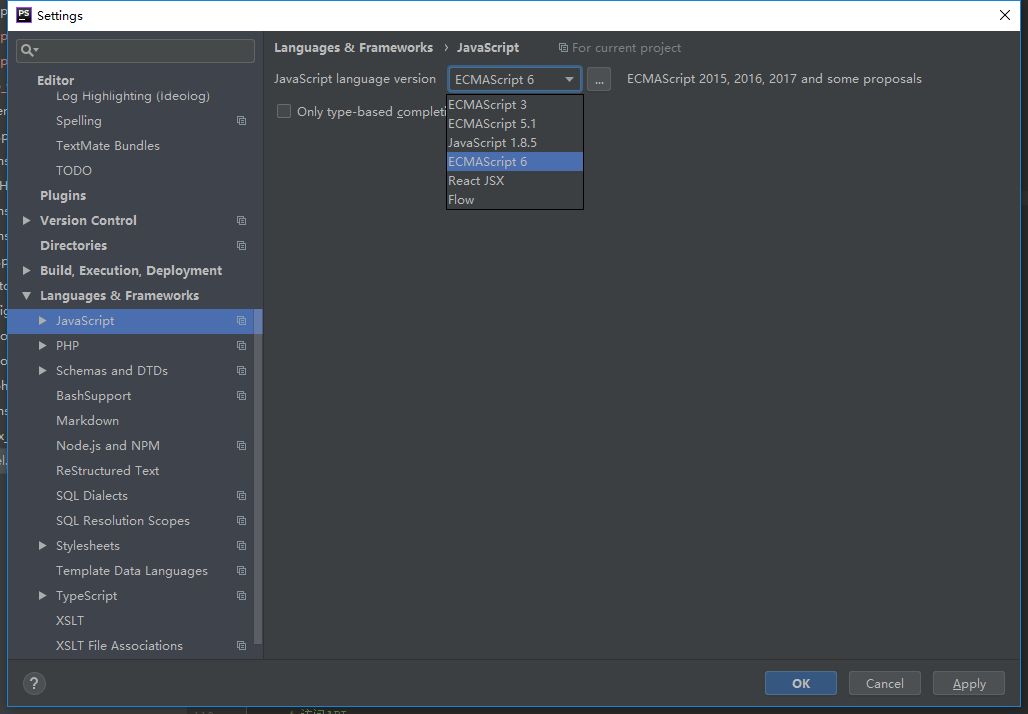 PS
Settings
Languages & Frameworks › JavaScript
For current project
JavaScript language version
ECMAScript 6
...
ECMAScript 2015, 2016, 2017 and some proposals
Only type-based completi
ECMAScript 3
ECMAScript 5.1
JavaScript 1.8.5
ECMAScript 6
React JSX
Flow
Editor
Log Highlighting (Ideolog)
Spelling
TextMate Bundles
TODO
Plugins
Version Control
Directories
Build, Execution, Deployment
Languages & Frameworks
JavaScript
PHP
Schemas and DTDs
BashSupport
Markdown
Node.js and NPM
ReStructured Text
SQL Dialects
SQL Resolution Scopes
Stylesheets
Template Data Languages
TypeScript
XSLT
XSLT File Associations
?
OK
Cancel
Apply